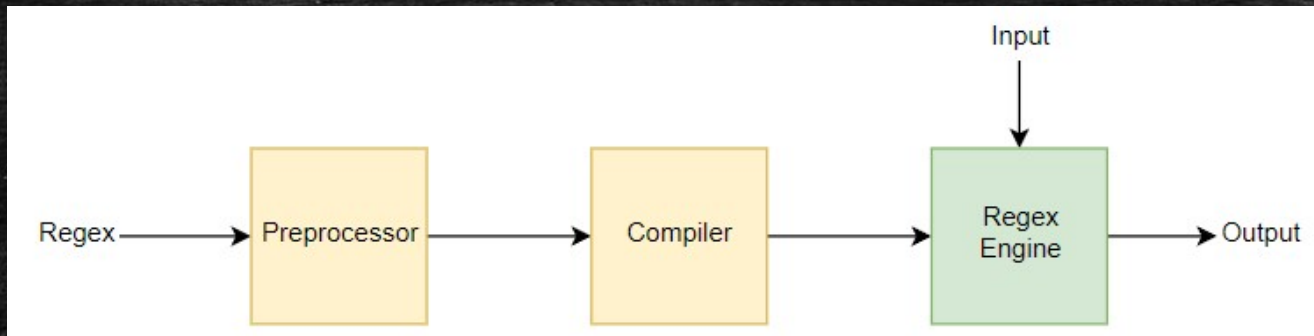 Input
Regex
Preprocessor
Compiler
Regex
Engine
Output